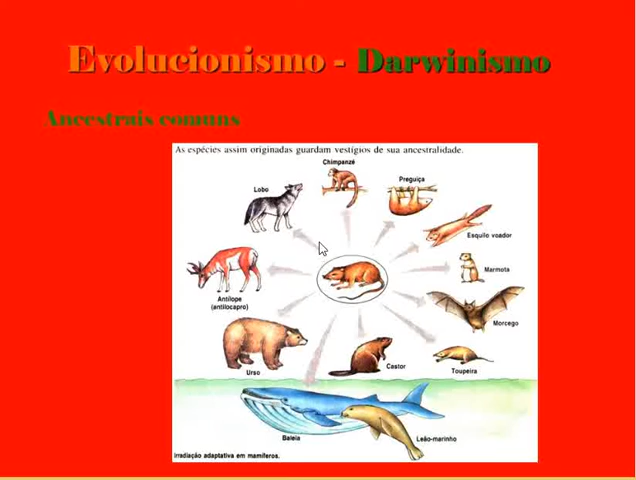 Evolucionismo - Darwinismo
Ancestrais comuns
As espécies assim originadas guardam vestígios de sua ancestralidade.
Chimpanzé
Preguiça
Lobo
Esquilo voador
Marmota
Antílope
(antilocapro)
Morcego
Urso
Castor
Toupeira
Baleia
Leão-marinho
Irradiação adaptativa em mamíferos.